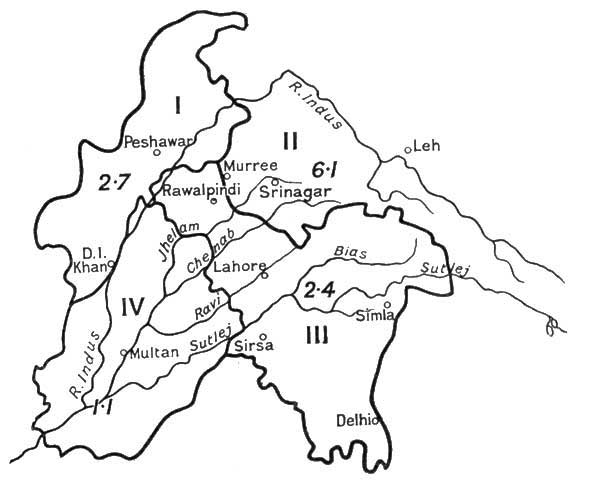 I
R. Indus
Peshawar
II
Leh
2·7
Murree
6·1
Rawalpindi
Srinagar
Jhelam
Chenab
D.I.
Khan
Lahore
Bias
Sutlej
IV
2·4
Ravi
Simla
Sutlej
Sirsa
III
Multan
R. Indus
1·1
Delhi